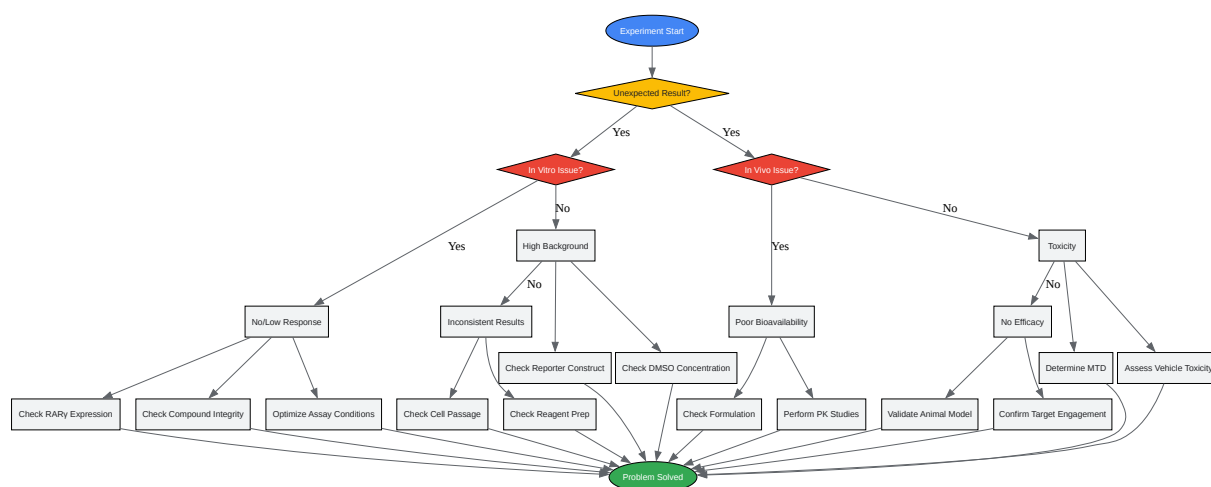 Experiment Start
Unexpected Result?
Yes
Yes
In Vitro Issue?
In Vivo Issue?
No
No
Yes
High Background
Yes
Toxicity
No
No
No/Low Response
Inconsistent Results
Poor Bioavailability
No Efficacy
Check Reporter Construct
Check DMSO Concentration
Determine MTD
Assess Vehicle Toxicity
Check RARγ Expression
Check Compound Integrity
Optimize Assay Conditions
Check Cell Passage
Check Reagent Prep
Check Formulation
Perform PK Studies
Validate Animal Model
Confirm Target Engagement
Problem Solved